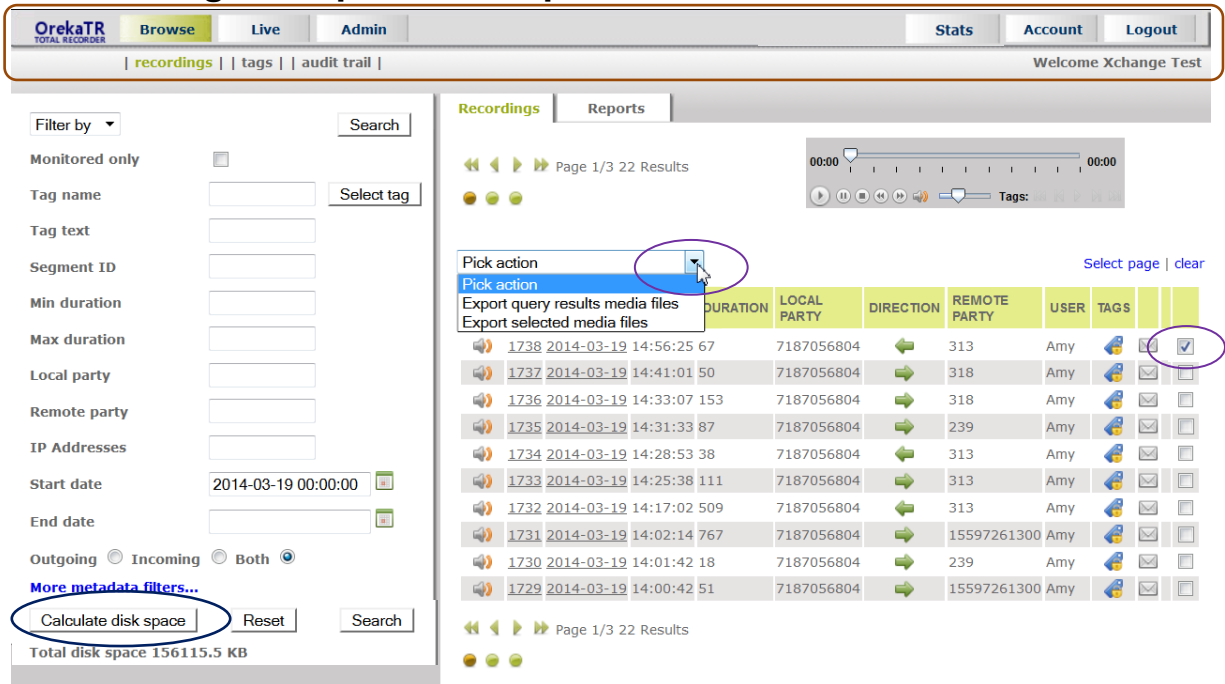 OrekaTR
TOTAL RECORDER
Browse Live Admin Stats Account Logout
| recordings | | tags | | audit trail | Welcome Xchange Test
Filter by Search
Monitored only
Tag name Select tag
Tag text
Segment ID
Min duration
Max duration
Local party
Remote party
IP Addresses
Start date 2014-03-19 00:00:00
End date
Outgoing Incoming Both
More metadata filters...
Calculate disk space Reset Search
Total disk space 156115.5 KB
Recordings Reports
Page 1/3 22 Results
00:00 00:00
Tags:
Pick action
Select page | clear
Pick action
Export query results media files
Export selected media files
DURATION LOCAL PARTY DIRECTION REMOTE PARTY USER TAGS
1738 2014-03-19 14:56:25 67 7187056804 313 Amy
1737 2014-03-19 14:41:01 50 7187056804 318 Amy
1736 2014-03-19 14:33:07 153 7187056804 318 Amy
1735 2014-03-19 14:31:33 87 7187056804 239 Amy
1734 2014-03-19 14:28:53 38 7187056804 313 Amy
1733 2014-03-19 14:25:38 111 7187056804 313 Amy
1732 2014-03-19 14:17:02 509 7187056804 313 Amy
1731 2014-03-19 14:02:14 767 7187056804 15597261300 Amy
1730 2014-03-19 14:01:42 18 7187056804 239 Amy
1729 2014-03-19 14:00:42 51 7187056804 15597261300 Amy
Page 1/3 22 Results